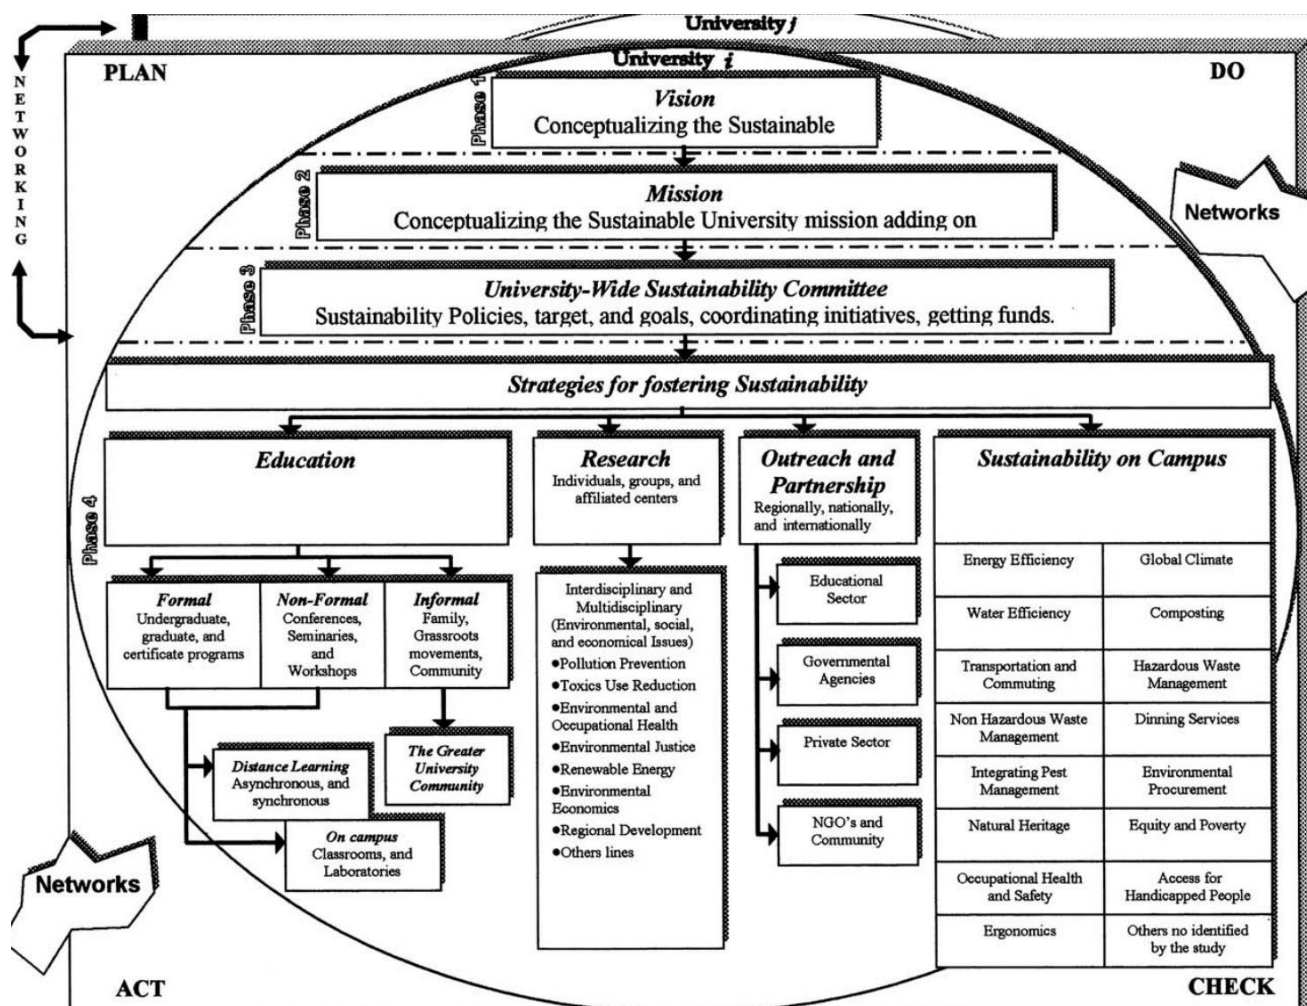 University j
University i
PLAN
DO
NETWORKING
Phase 1
Vision
Conceptualizing the Sustainable
Phase 2
Mission
Conceptualizing the Sustainable University mission adding on
Networks
Phase 3
University-Wide Sustainability Committee
Sustainability Policies, target, and goals, coordinating initiatives, getting funds.
Phase 4
Strategies for fostering Sustainability
Education
Formal
Undergraduate,
graduate, and
certificate programs
Non-Formal
Conferences,
Seminaries,
and
Workshops
Informal
Family,
Grassroots
movements,
Community
Distance Learning
Asynchronous, and
synchronous
On campus
Classrooms, and
Laboratories
The Greater
University
Community
Research
Individuals, groups, and
affiliated centers
Interdisciplinary and
Multidisciplinary
(Environmental, social,
and economical Issues)
●Pollution Prevention
●Toxics Use Reduction
●Environmental and
Occupational Health
●Environmental Justice
●Renewable Energy
●Environmental
Economics
●Regional Development
●Others lines
Outreach and
Partnership
Regionally, nationally,
and internationally
Educational
Sector
Governmental
Agencies
Private Sector
NGO's and
Community
Sustainability on Campus
Energy Efficiency
Global Climate
Water Efficiency
Composting
Transportation and
Commuting
Hazardous Waste
Management
Non Hazardous Waste
Management
Dinning Services
Integrating Pest
Management
Environmental
Procurement
Natural Heritage
Equity and Poverty
Occupational Health
and Safety
Access for
Handicapped People
Ergonomics
Others no identified
by the study
Networks
ACT
CHECK